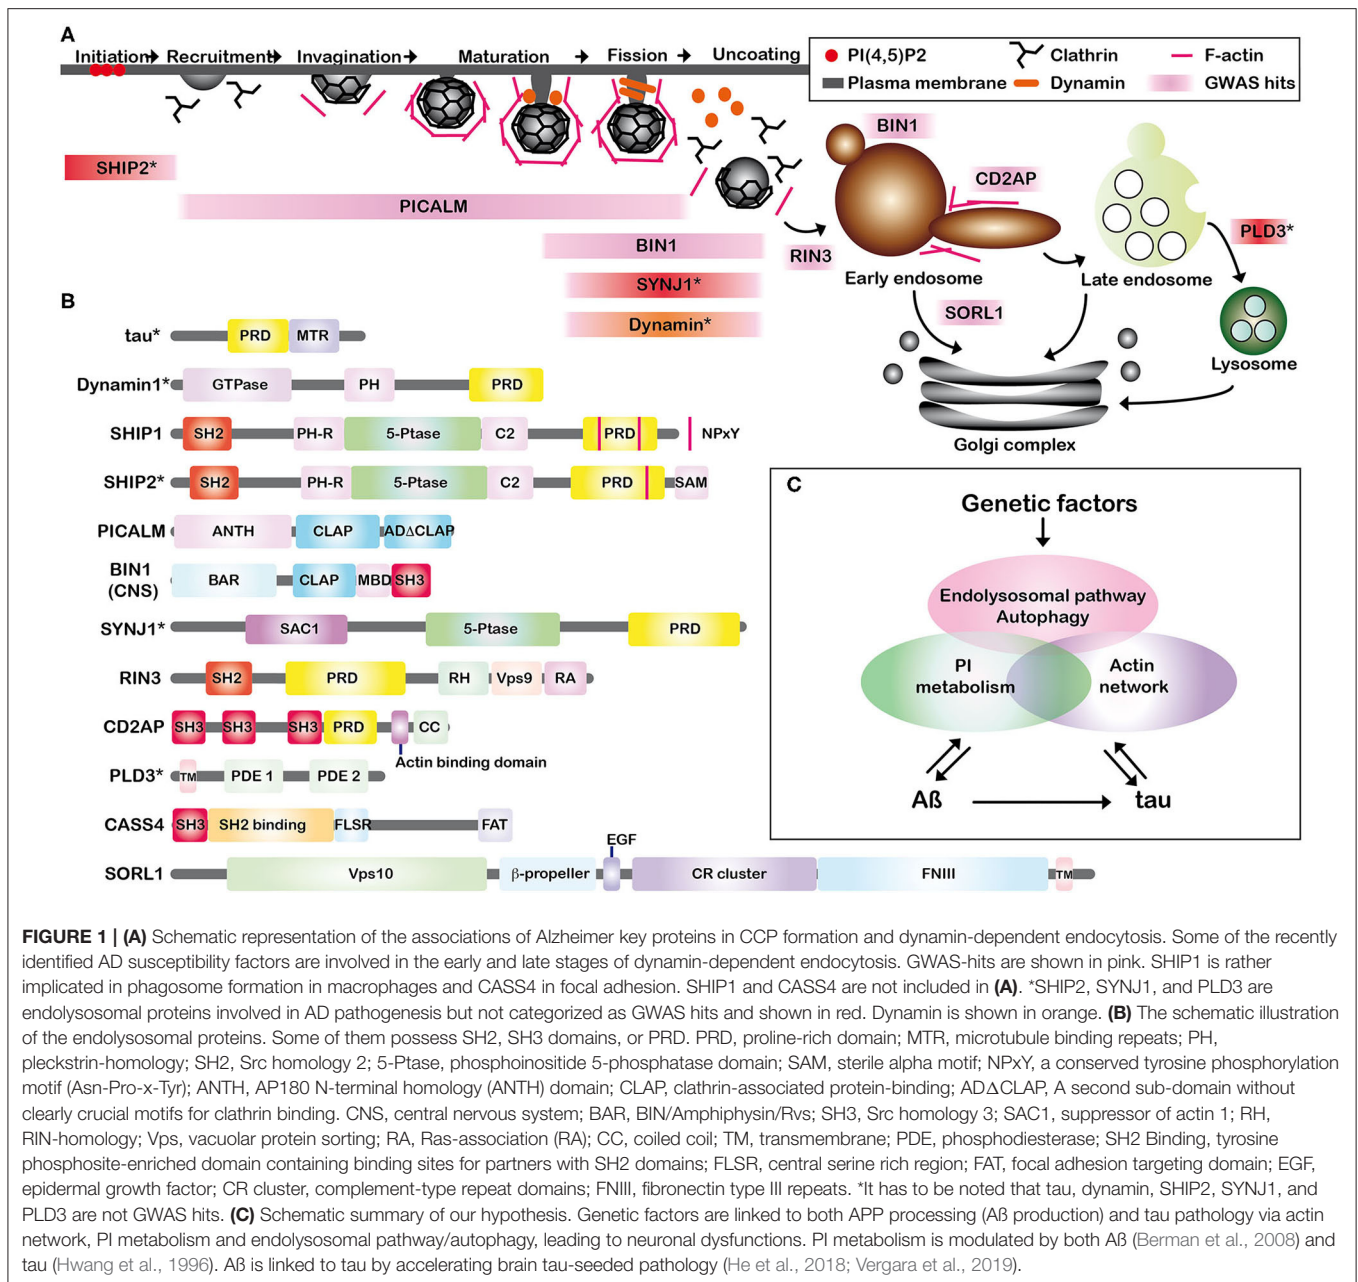 A
Initiation → Recruitment → Invagination → Maturation → Fission → Uncoating
PI(4,5)P2
Clathrin
F-actin
Plasma membrane
Dynamin
GWAS hits
SHIP2*
PICALM
BIN1
SYNJ1*
Dynamin*
BIN1
CD2AP
RIN3
Early endosome
Late endosome
PLD3*
SORL1
Lysosome
Golgi complex
B
tau*
PRD MTR
Dynamin1*
GTPase PH PRD
SHIP1
SH2 PH-R 5-Ptase C2 PRD NPxY
SHIP2*
SH2 PH-R 5-Ptase C2 PRD SAM
PICALM
ANTH CLAP AD∆CLAP
BIN1
(CNS)
BAR CLAP MBD SH3
SYNJ1*
SAC1 5-Ptase PRD
RIN3
SH2 PRD RH Vps9 RA
CD2AP
SH3 SH3 SH3 PRD CC
Actin binding domain
PLD3*
TM PDE 1 PDE 2
CASS4
SH3 SH2 binding FLSR FAT
EGF
SORL1
Vps10 β-propeller CR cluster FNIII TM
C
Genetic factors
Endolysosomal pathway
Autophagy
PI
metabolism
Actin
network
Aß
tau
FIGURE 1 | (A) Schematic representation of the associations of Alzheimer key proteins in CCP formation and dynamin-dependent endocytosis. Some of the recently
identified AD susceptibility factors are involved in the early and late stages of dynamin-dependent endocytosis. GWAS-hits are shown in pink. SHIP1 is rather
implicated in phagosome formation in macrophages and CASS4 in focal adhesion. SHIP1 and CASS4 are not included in (A). *SHIP2, SYNJ1, and PLD3 are
endolysosomal proteins involved in AD pathogenesis but not categorized as GWAS hits and shown in red. Dynamin is shown in orange. (B) The schematic illustration
of the endolysosomal proteins. Some of them possess SH2, SH3 domains, or PRD. PRD, proline-rich domain; MTR, microtubule binding repeats; PH,
pleckstrin-homology; SH2, Src homology 2; 5-Ptase, phosphoinositide 5-phosphatase domain; SAM, sterile alpha motif; NPxY, a conserved tyrosine phosphorylation
motif (Asn-Pro-x-Tyr); ANTH, AP180 N-terminal homology (ANTH) domain; CLAP, clathrin-associated protein-binding; AD∆CLAP, A second sub-domain without
clearly crucial motifs for clathrin binding. CNS, central nervous system; BAR, BIN/Amphiphysin/Rvs; SH3, Src homology 3; SAC1, suppressor of actin 1; RH,
RIN-homology; Vps, vacuolar protein sorting; RA, Ras-association (RA); CC, coiled coil; TM, transmembrane; PDE, phosphodiesterase; SH2 Binding, tyrosine
phosphosite-enriched domain containing binding sites for partners with SH2 domains; FLSR, central serine rich region; FAT, focal adhesion targeting domain; EGF,
epidermal growth factor; CR cluster, complement-type repeat domains; FNIII, fibronectin type III repeats. *It has to be noted that tau, dynamin, SHIP2, SYNJ1, and
PLD3 are not GWAS hits. (C) Schematic summary of our hypothesis. Genetic factors are linked to both APP processing (Aß production) and tau pathology via actin
network, PI metabolism and endolysosomal pathway/autophagy, leading to neuronal dysfunctions. PI metabolism is modulated by both Aß (Berman et al., 2008) and
tau (Hwang et al., 1996). Aß is linked to tau by accelerating brain tau-seeded pathology (He et al., 2018; Vergara et al., 2019).